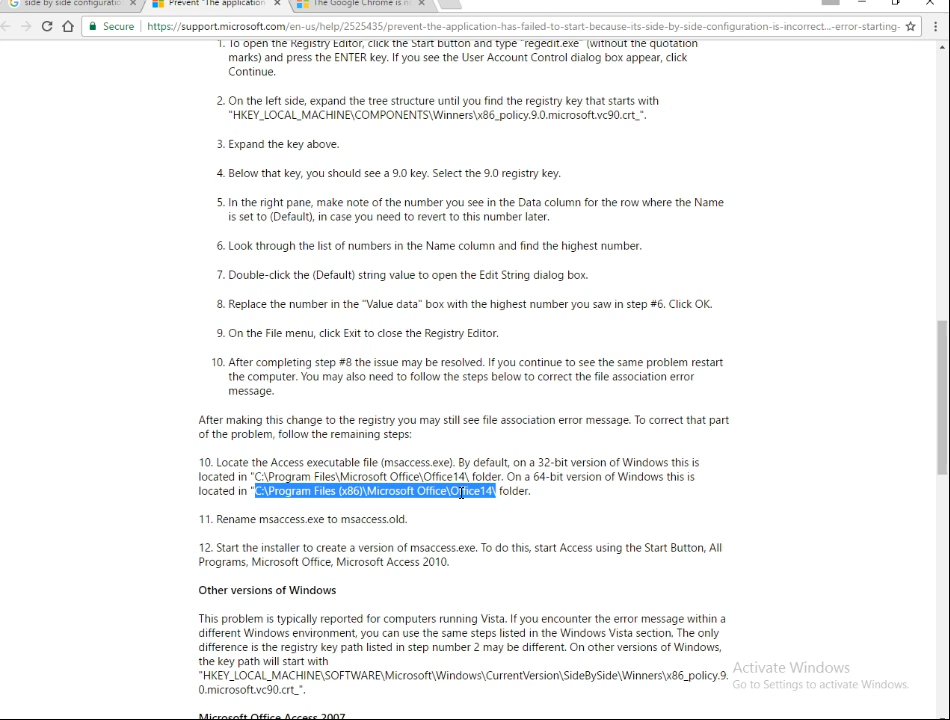 side by side configuratio
Prevent "The application
The Google Chrome is n
Secure
https://support.microsoft.com/en-us/help/2525435/prevent-the-application-has-failed-to-start-because-its-side-by-side-configuration-is-incorrect...-error-starting-
1. To open the Registry Editor, click the Start button and type "regedit.exe" (without the quotation
marks) and press the ENTER key. If you see the User Account Control dialog box appear, click
Continue.
2. On the left side, expand the tree structure until you find the registry key that starts with
"HKEY_LOCAL_MACHINE\COMPONENTS\Winners\x86_policy.9.0.microsoft.vc90.crt_".
3. Expand the key above.
4. Below that key, you should see a 9.0 key. Select the 9.0 registry key.
5. In the right pane, make note of the number you see in the Data column for the row where the Name
is set to (Default), in case you need to revert to this number later.
6. Look through the list of numbers in the Name column and find the highest number.
7. Double-click the (Default) string value to open the Edit String dialog box.
8. Replace the number in the "Value data" box with the highest number you saw in step #6. Click OK.
9. On the File menu, click Exit to close the Registry Editor.
10. After completing step #8 the issue may be resolved. If you continue to see the same problem restart
the computer. You may also need to follow the steps below to correct the file association error
message.
After making this change to the registry you may still see file association error message. To correct that part
of the problem, follow the remaining steps:
10. Locate the Access executable file (msaccess.exe). By default, on a 32-bit version of Windows this is
located in "C:\Program Files\Microsoft Office\Office14\ folder. On a 64-bit version of Windows this is
located in "C:\Program Files (x86)\Microsoft Office\Office14\ folder.
11. Rename msaccess.exe to msaccess.old.
12. Start the installer to create a version of msaccess.exe. To do this, start Access using the Start Button, All
Programs, Microsoft Office, Microsoft Access 2010.
Other versions of Windows
This problem is typically reported for computers running Vista. If you encounter the error message within a
different Windows environment, you can use the same steps listed in the Windows Vista section. The only
difference is the registry key path listed in step number 2 may be different. On other versions of Windows,
the key path will start with
"HKEY_LOCAL_MACHINE\SOFTWARE\Microsoft\Windows\CurrentVersion\SideBySide\Winners\x86_policy.9.
0.microsoft.vc90.crt_".
Activate Windows
Go to Settings to activate Windows.
Microsoft Office Access 2007